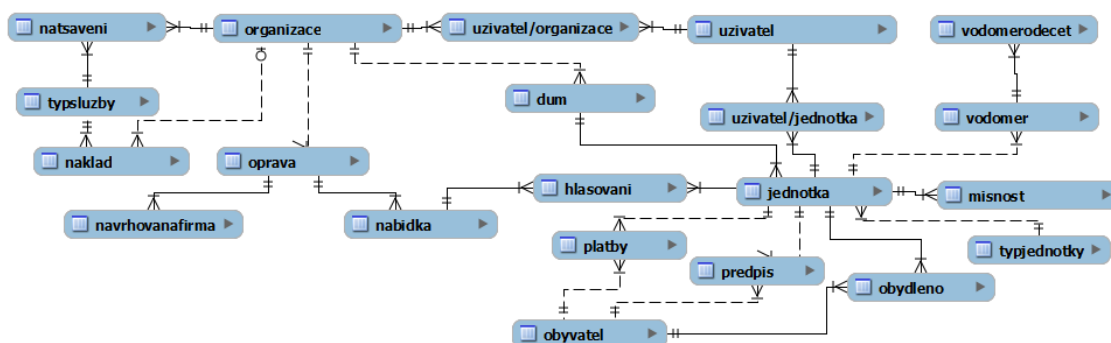 natsaveni
organizace
uzivatel/organizace
uzivatel
vodomerodecet
typsluzby
dum
uzivatel/jednotka
vodomer
naklad
oprava
hlasovani
jednotka
misnost
navrhovanafirma
nabidka
platby
typjednotky
predpis
obydleno
obyvatel